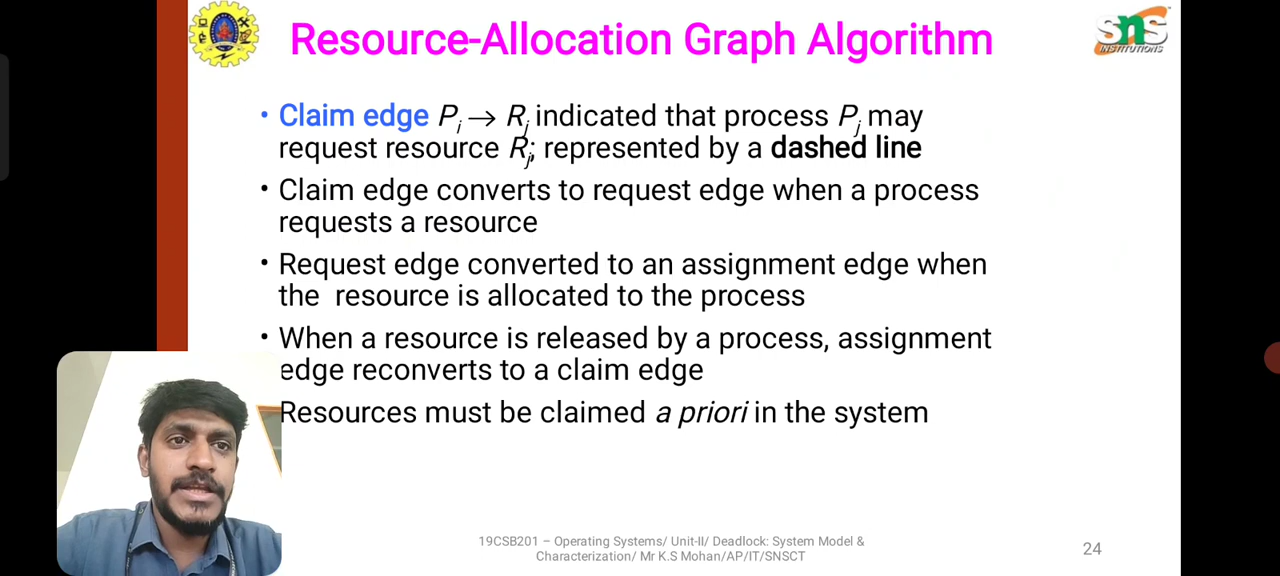 Resource-Allocation Graph Algorithm
sns
INSTITUTIONS
• Claim edge Pi → Rj indicated that process Pj may
request resource Rj; represented by a dashed line
• Claim edge converts to request edge when a process
requests a resource
• Request edge converted to an assignment edge when
the resource is allocated to the process
• When a resource is released by a process, assignment
edge reconverts to a claim edge
Resources must be claimed a priori in the system
19CSB201 – Operating Systems/ Unit-II/ Deadlock: System Model &
Characterization/ Mr K.S Mohan/AP/IT/SNSCT
24